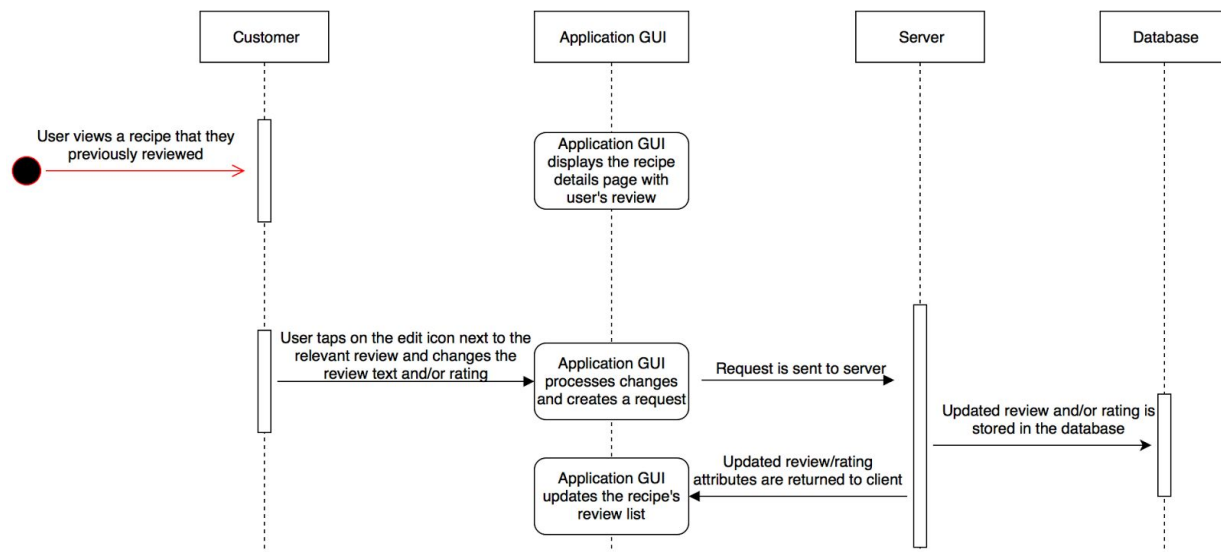 Customer
Application GUI
Server
Database
User views a recipe that they
previously reviewed
Application GUI
displays the recipe
details page with
user's review
User taps on the edit icon next to the
relevant review and changes the
review text and/or rating
Application GUI
processes changes
and creates a request
Request is sent to server
Updated review and/or rating is
stored in the database
Updated review/rating
attributes are returned to client
Application GUI
updates the recipe's
review list